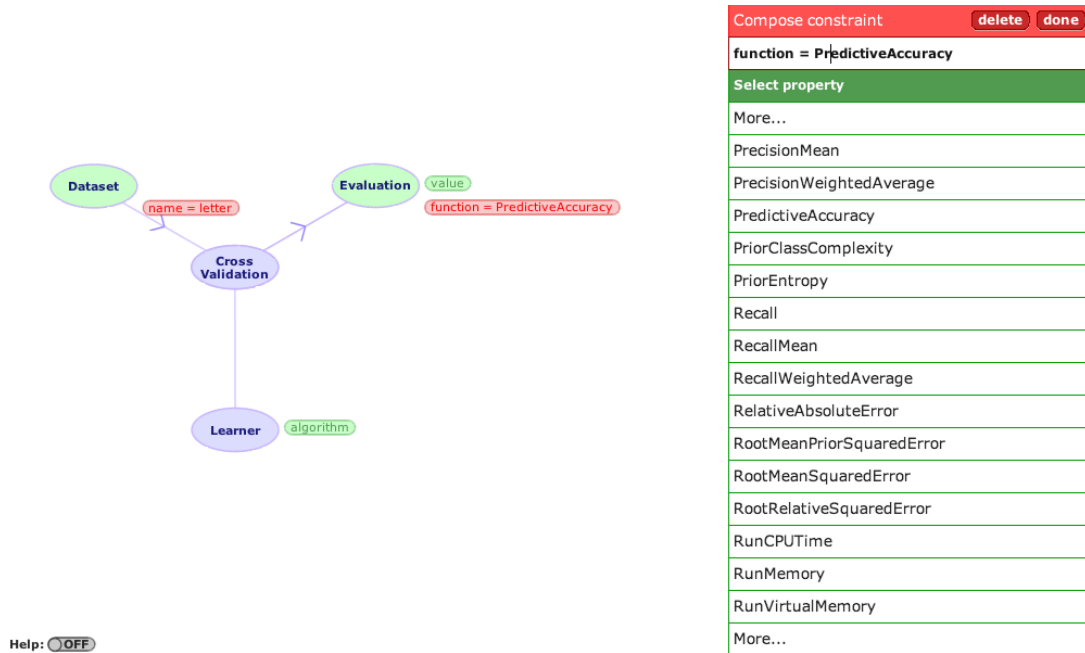 Compose constraint delete done
function = PredictiveAccuracy
Select property
More...
PrecisionMean
PrecisionWeightedAverage
PredictiveAccuracy
PriorClassComplexity
PriorEntropy
Recall
RecallMean
RecallWeightedAverage
RelativeAbsoluteError
RootMeanPriorSquaredError
RootMeanSquaredError
RootRelativeSquaredError
RunCPUTime
RunMemory
RunVirtualMemory
More...
Dataset
name = letter
Evaluation
value
function = PredictiveAccuracy
Cross
Validation
Learner
algorithm
Help: OFF